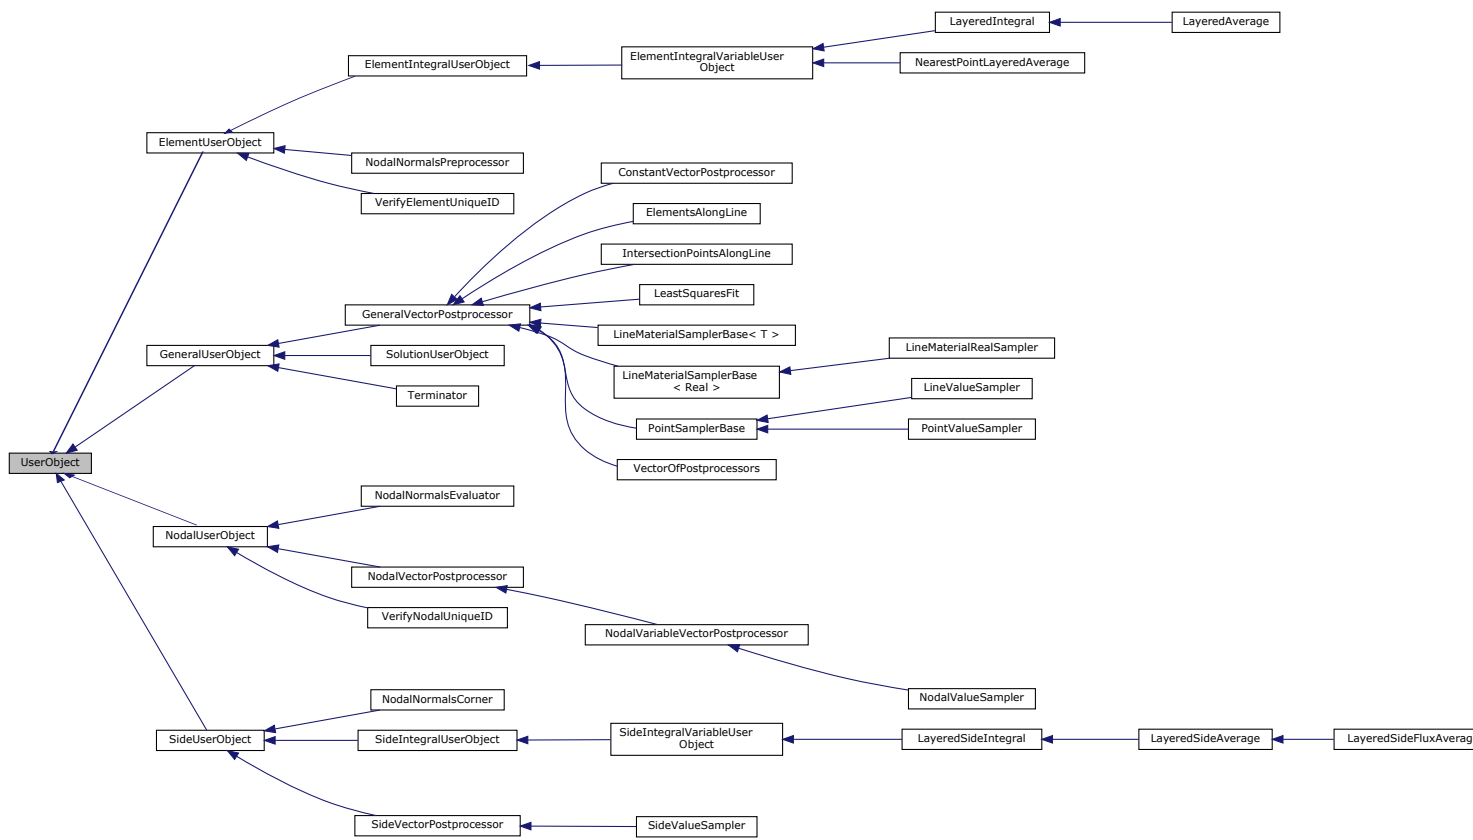 LayeredIntegral
LayeredAverage
ElementIntegralUserObject
ElementIntegralVariableUser
Object
NearestPointLayeredAverage
ElementUserObject
NodalNormalsPreprocessor
VerifyElementUniqueID
ConstantVectorPostprocessor
ElementsAlongLine
IntersectionPointsAlongLine
LeastSquaresFit
GeneralVectorPostprocessor
LineMaterialSamplerBase< T >
GeneralUserObject
SolutionUserObject
LineMaterialRealSampler
Terminator
LineMaterialSamplerBase
< Real >
LineValueSampler
PointSamplerBase
PointValueSampler
UserObject
VectorOfPostprocessors
NodalNormalsEvaluator
NodalUserObject
NodalVectorPostprocessor
VerifyNodalUniqueID
NodalVariableVectorPostprocessor
NodalValueSampler
NodalNormalsCorner
SideUserObject
SideIntegralUserObject
SideIntegralVariableUser
Object
LayeredSideIntegral
LayeredSideAverage
LayeredSideFluxAverag
SideVectorPostprocessor
SideValueSampler